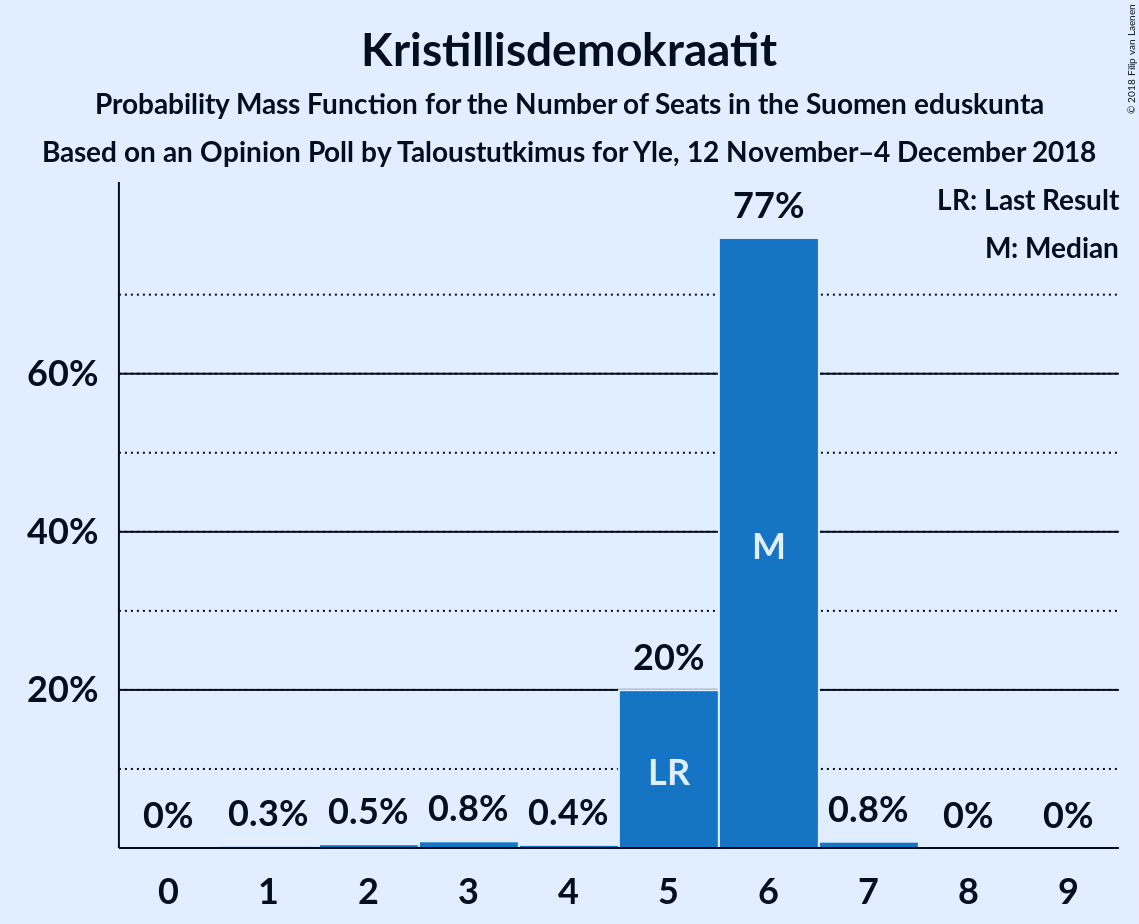 Kristillisdemokraatit
Probability Mass Function for the Number of Seats in the Suomen eduskunta
Based on an Opinion Poll by Taloustutkimus for Yle, 12 November–4 December 2018
© 2018 Filip van Laenen
LR: Last Result
M: Median
77%
60%
40%
M
20%
20%
LR
0%
0.3%
0.5%
0.8%
0.4%
0.8%
0%
0%
0 1 2 3 4 5 6 7 8 9